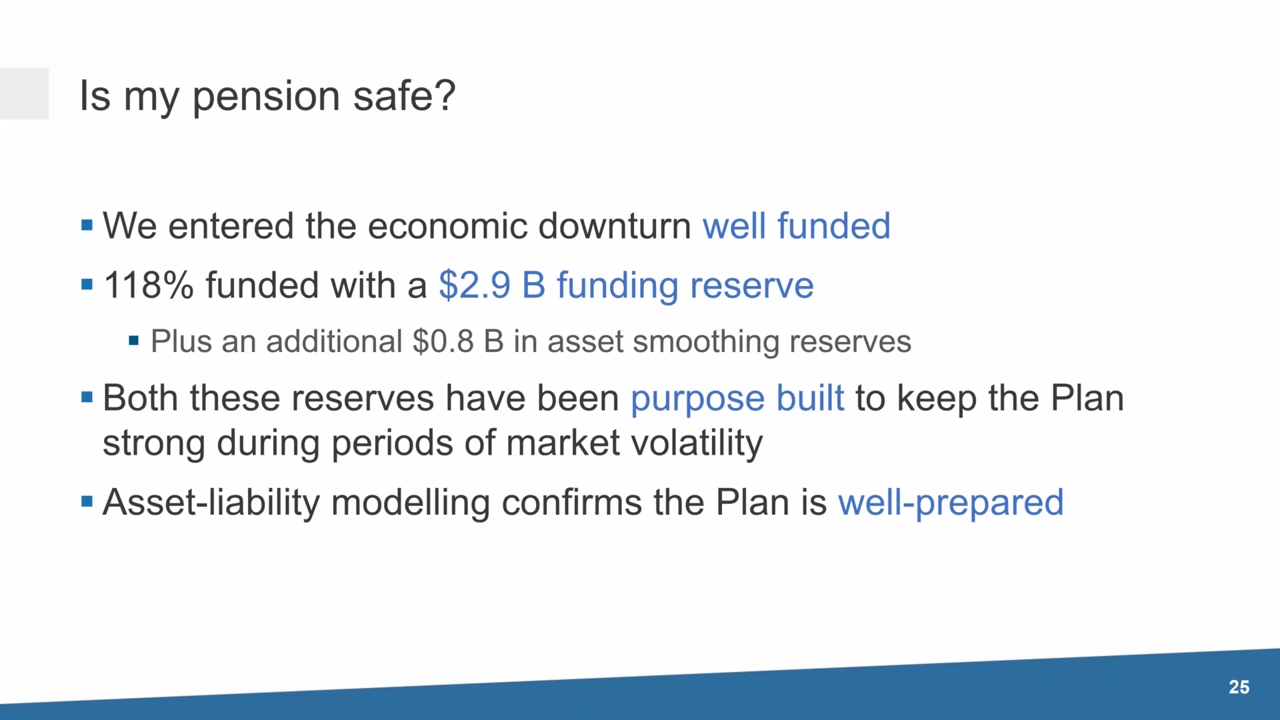 Is my pension safe?
We entered the economic downturn well funded
118% funded with a $2.9 B funding reserve
Plus an additional $0.8 B in asset smoothing reserves
Both these reserves have been purpose built to keep the Plan
strong during periods of market volatility
Asset-liability modelling confirms the Plan is well-prepared
25